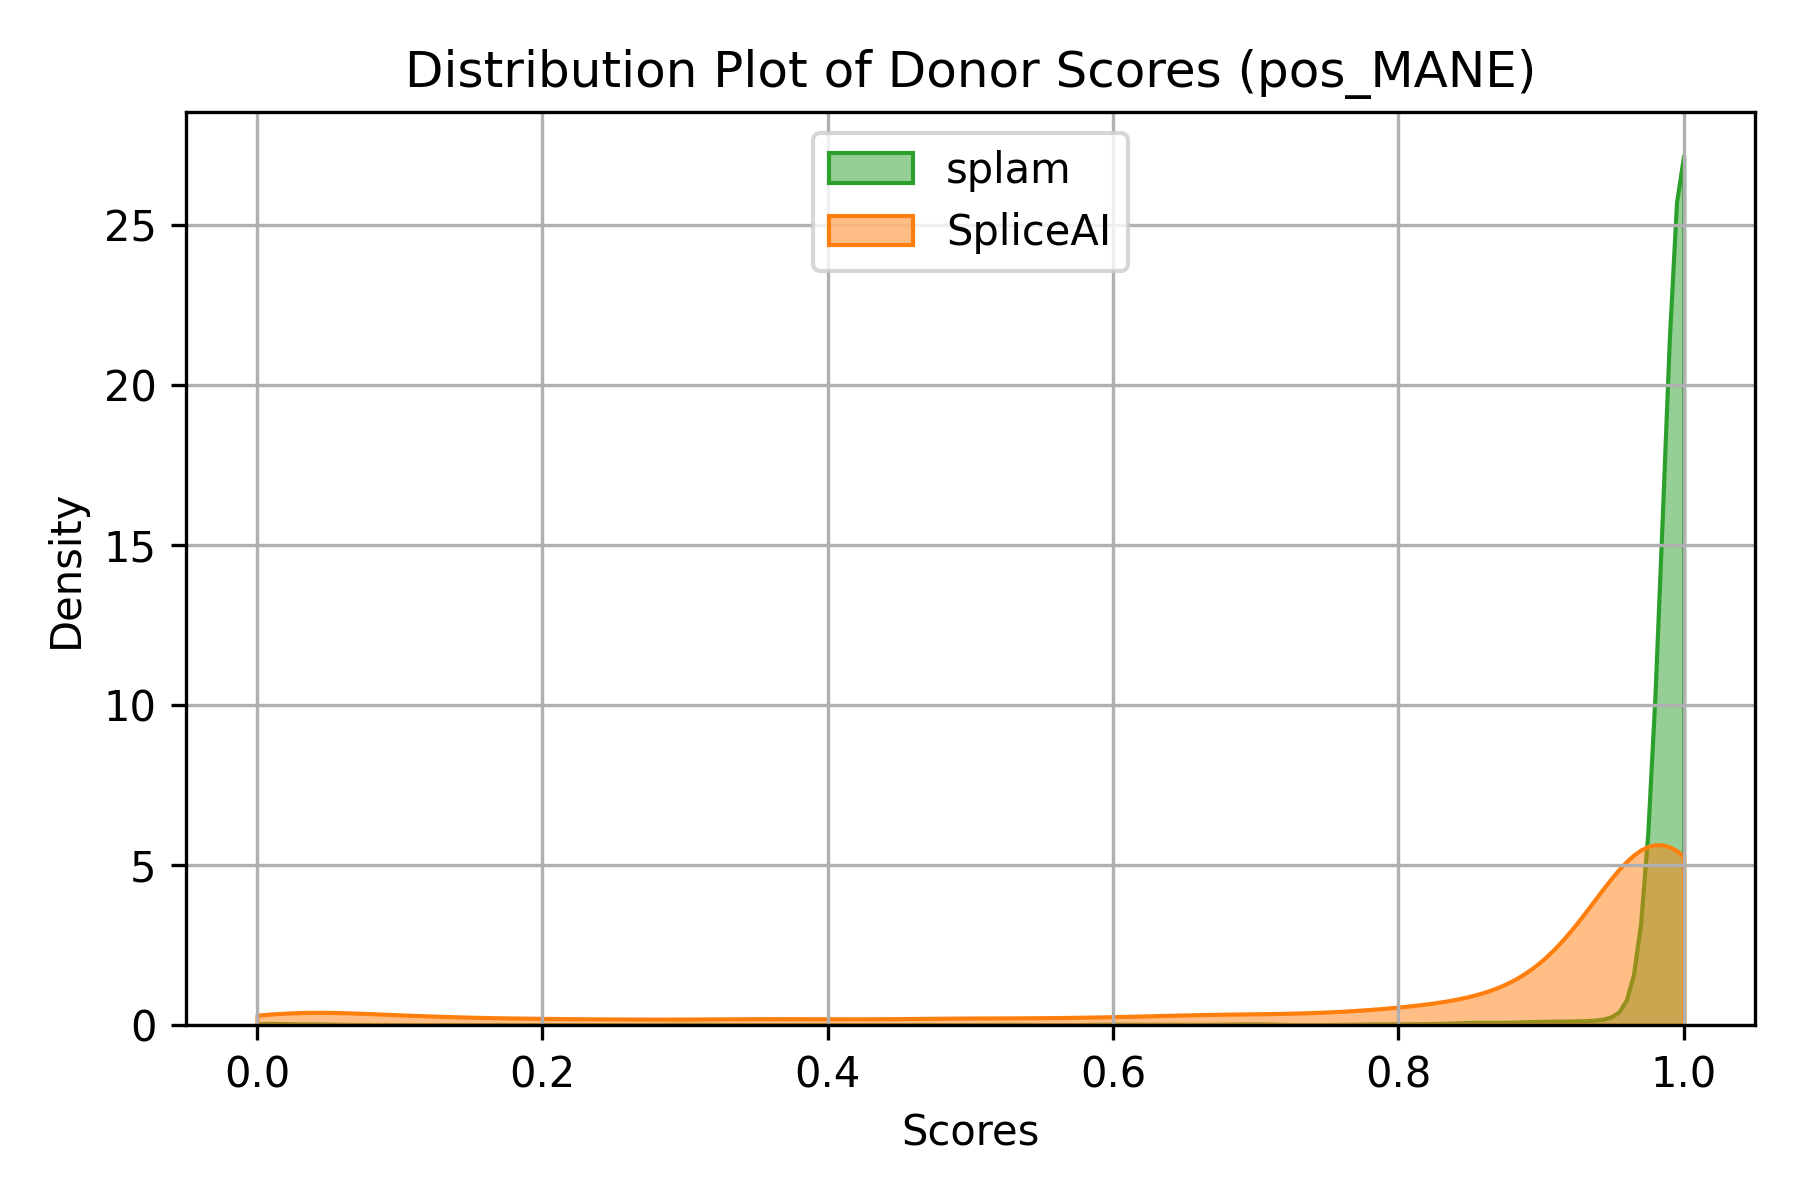 Distribution Plot of Donor Scores (pos_MANE)
splam
SpliceAI
25
20
15
10
5
0
Density
0.0 0.2 0.4 0.6 0.8 1.0
Scores